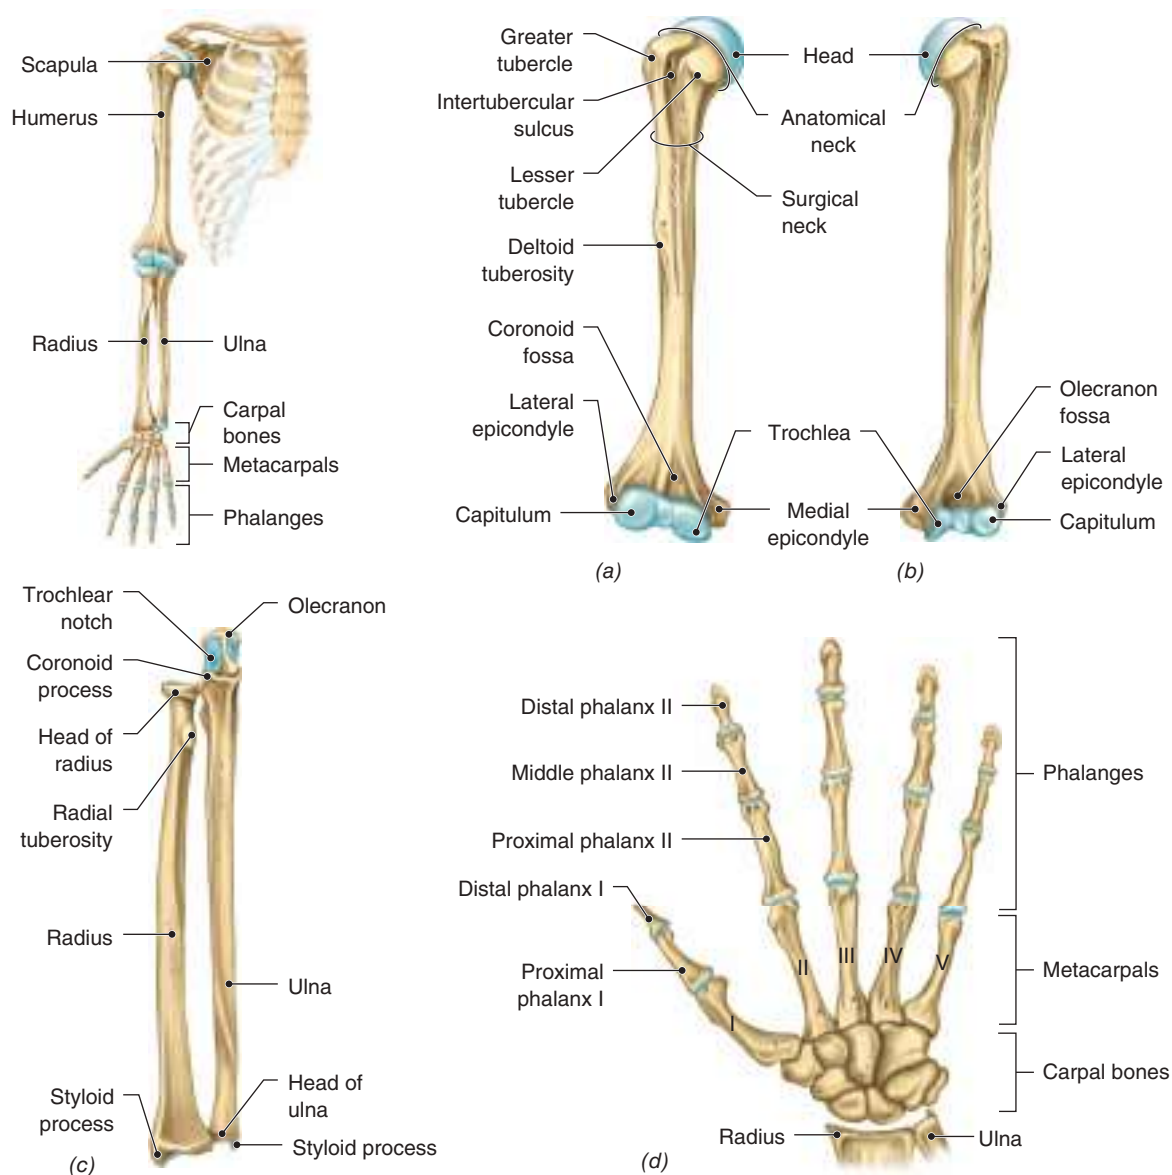 Scapula
Humerus
Radius
Ulna
Carpal
bones
Metacarpals
Phalanges
Greater
tubercle
Intertubercular
sulcus
Lesser
tubercle
Deltoid
tuberosity
Coronoid
fossa
Lateral
epicondyle
Capitulum
Head
Anatomical
neck
Surgical
neck
Trochlea
Medial
epicondyle
(a)
Olecranon
fossa
Lateral
epicondyle
Capitulum
(b)
Trochlear
notch
Coronoid
process
Head of
radius
Radial
tuberosity
Radius
Styloid
process
Olecranon
Ulna
Head of
ulna
Styloid process
(c)
Distal phalanx II
Middle phalanx II
Proximal phalanx II
Distal phalanx I
Proximal
phalanx I
I
II
III
IV
V
Phalanges
Metacarpals
Carpal bones
Radius
Ulna
(d)